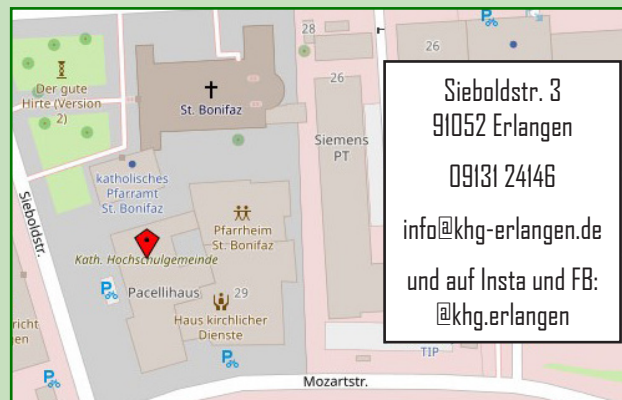 28
26
26
Der gute
Hirte (Version
2)
St. Bonifaz
Siemens
PT
katholisches
Pfarramt
St. Bonifaz
Sieboldstr.
Pfarrheim
St. Bonifaz
Kath. Hochschulgemeinde
Pacellihaus
29
Haus kirchlicher
Dienste
TIP
Mozartstr.
Sieboldstr. 3
91052 Erlangen
09131 24146
info@khg-erlangen.de
und auf Insta und FB:
@khg.erlangen